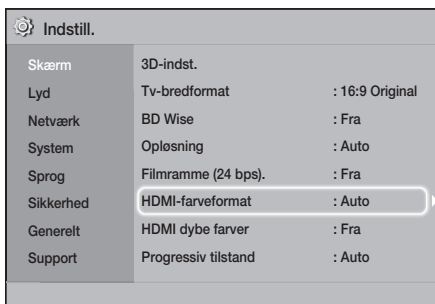 Indstill.
Skærm
Lyd
Netværk
System
Sprog
Sikkerhed
Generelt
Support
3D-indst.
Tv-bredformat : 16:9 Original
BD Wise : Fra
Opløsning : Auto
Filmramme (24 bps). : Fra
HDMI-farveformat : Auto
HDMI dybe farver : Fra
Progressiv tilstand : Auto